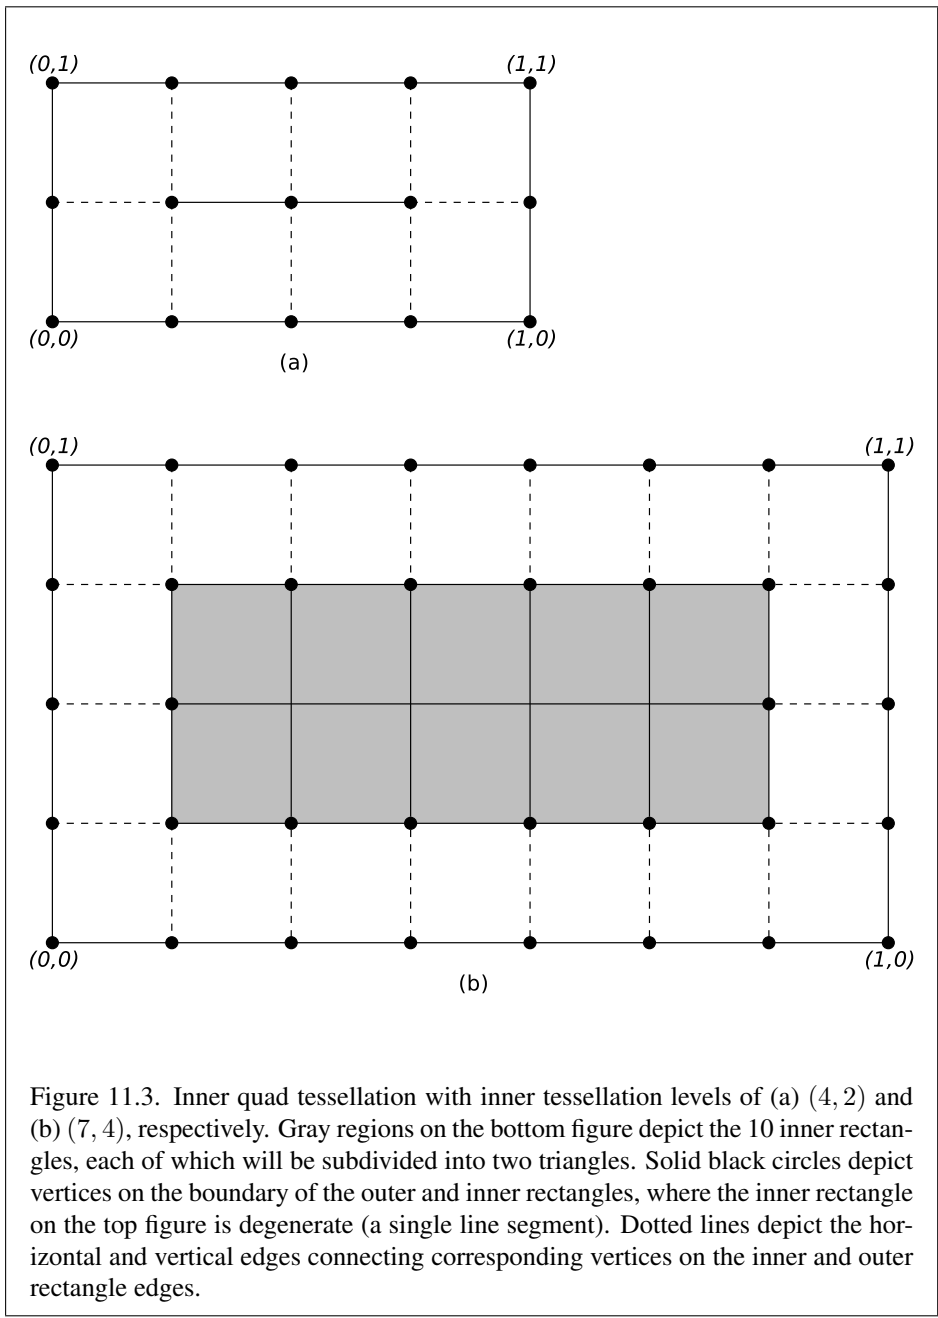 (0,1) (1,1)
(0,0) (1,0)
(a)
(0,1) (1,1)
(0,0) (1,0)
(b)
Figure 11.3. Inner quad tessellation with inner tessellation levels of (a) (4, 2) and
(b) (7, 4), respectively. Gray regions on the bottom figure depict the 10 inner rectan-
gles, each of which will be subdivided into two triangles. Solid black circles depict
vertices on the boundary of the outer and inner rectangles, where the inner rectangle
on the top figure is degenerate (a single line segment). Dotted lines depict the hor-
izontal and vertical edges connecting corresponding vertices on the inner and outer
rectangle edges.